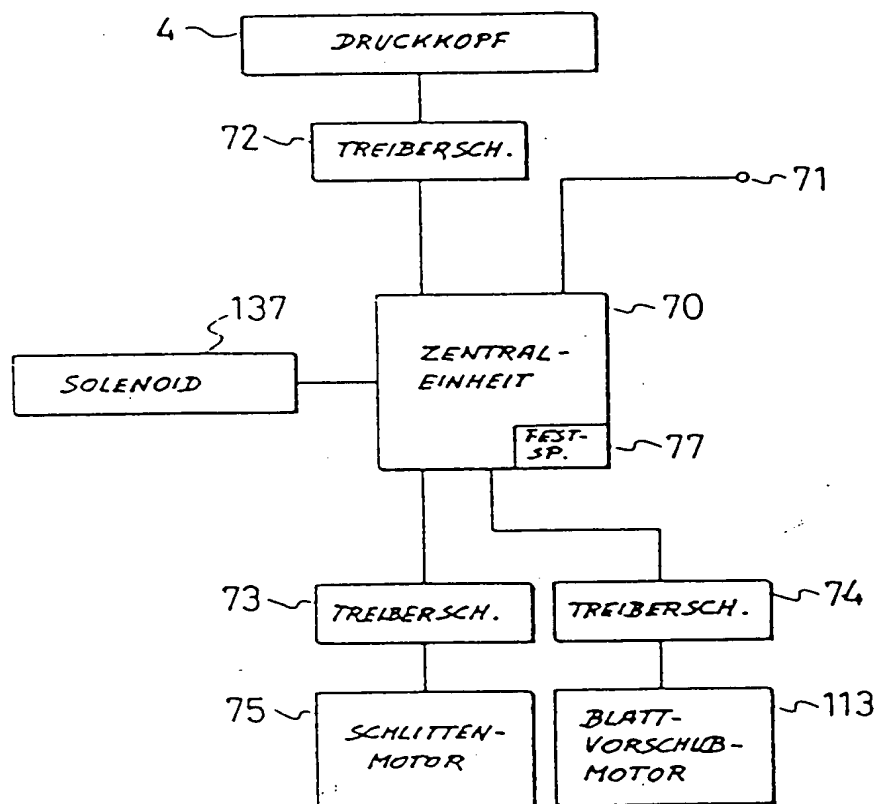 4
DRUCKKOPF
72
TREIBERSCH.
71
137
70
ZENTRAL-
EINHEIT
SOLENOID
FEST-
SP.
77
73
TREIBERSCH.
TREIBERSCH.
74
75
SCHLITTEN-
MOTOR
BLATT-
VORSCHUB-
MOTOR
113